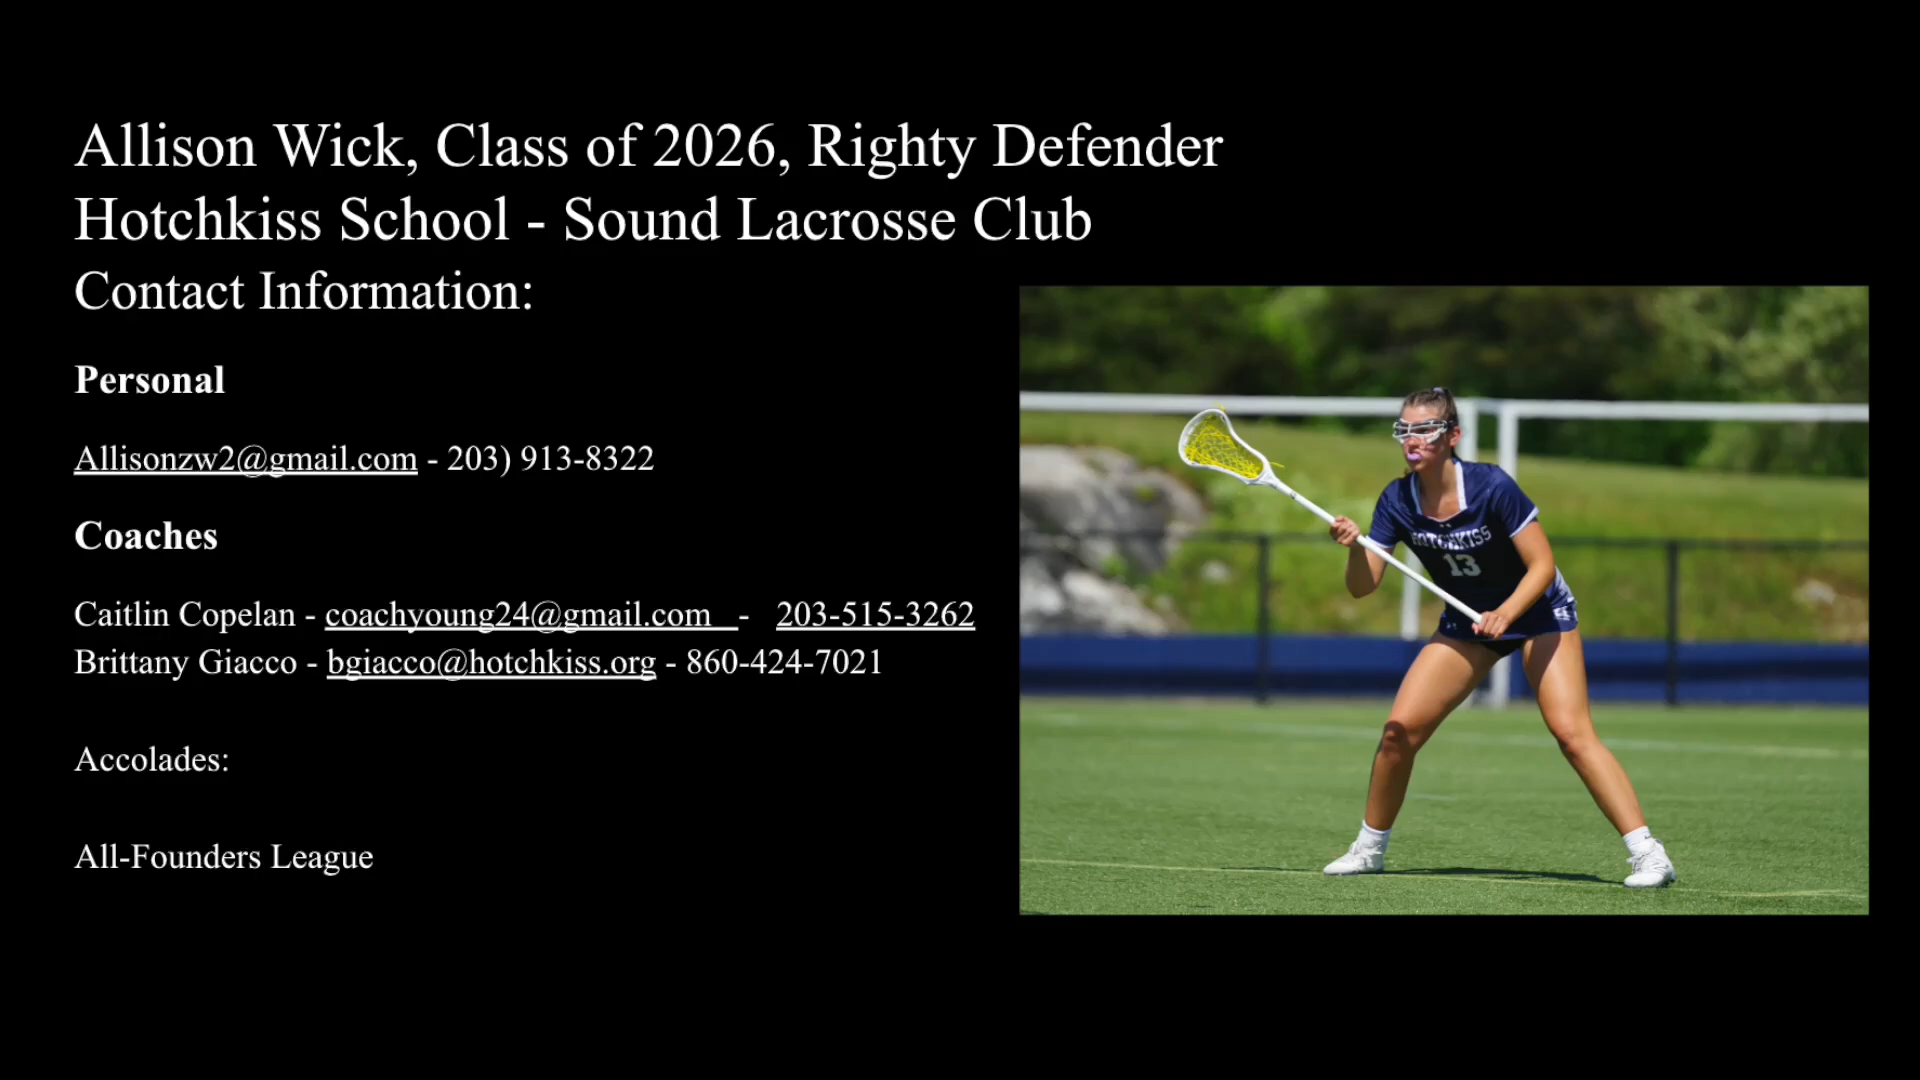 Allison Wick, Class of 2026, Righty Defender
Hotchkiss School - Sound Lacrosse Club
Contact Information:
Personal
Allisonzw2@gmail.com - 203) 913-8322
Coaches
Caitlin Copelan - coachyoung24@gmail.com - 203-515-3262
Brittany Giacco - bgiacco@hotchkiss.org - 860-424-7021
Accolades:
All-Founders League
HOTCHKISS
13